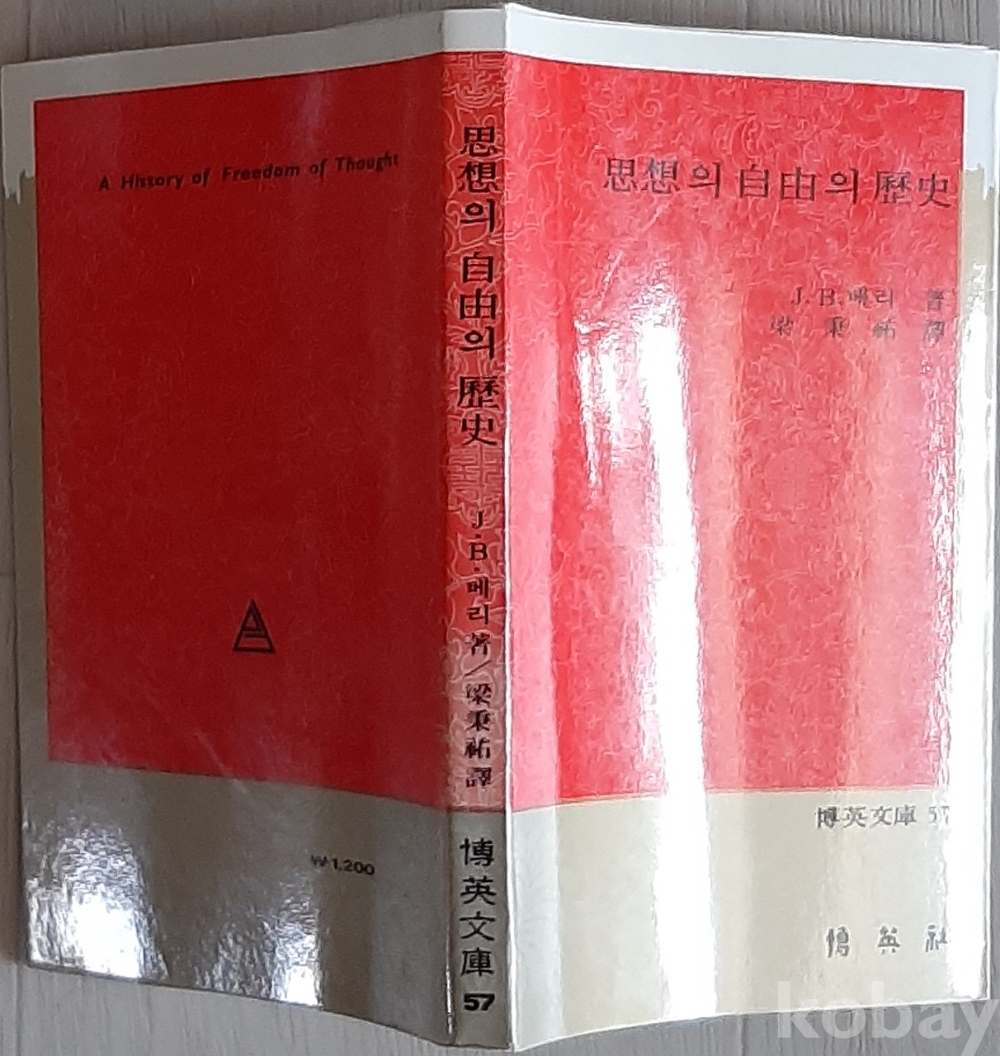 A History of Freedom of Thought
₩1,200
思想의 自由의 歷史
J·B·베리 著/梁秉祐 譯
博英文庫
57
思想의 自由의 歷史
J.B.베리 著
梁秉祐 譯
博英文庫 57
博英社
kobay